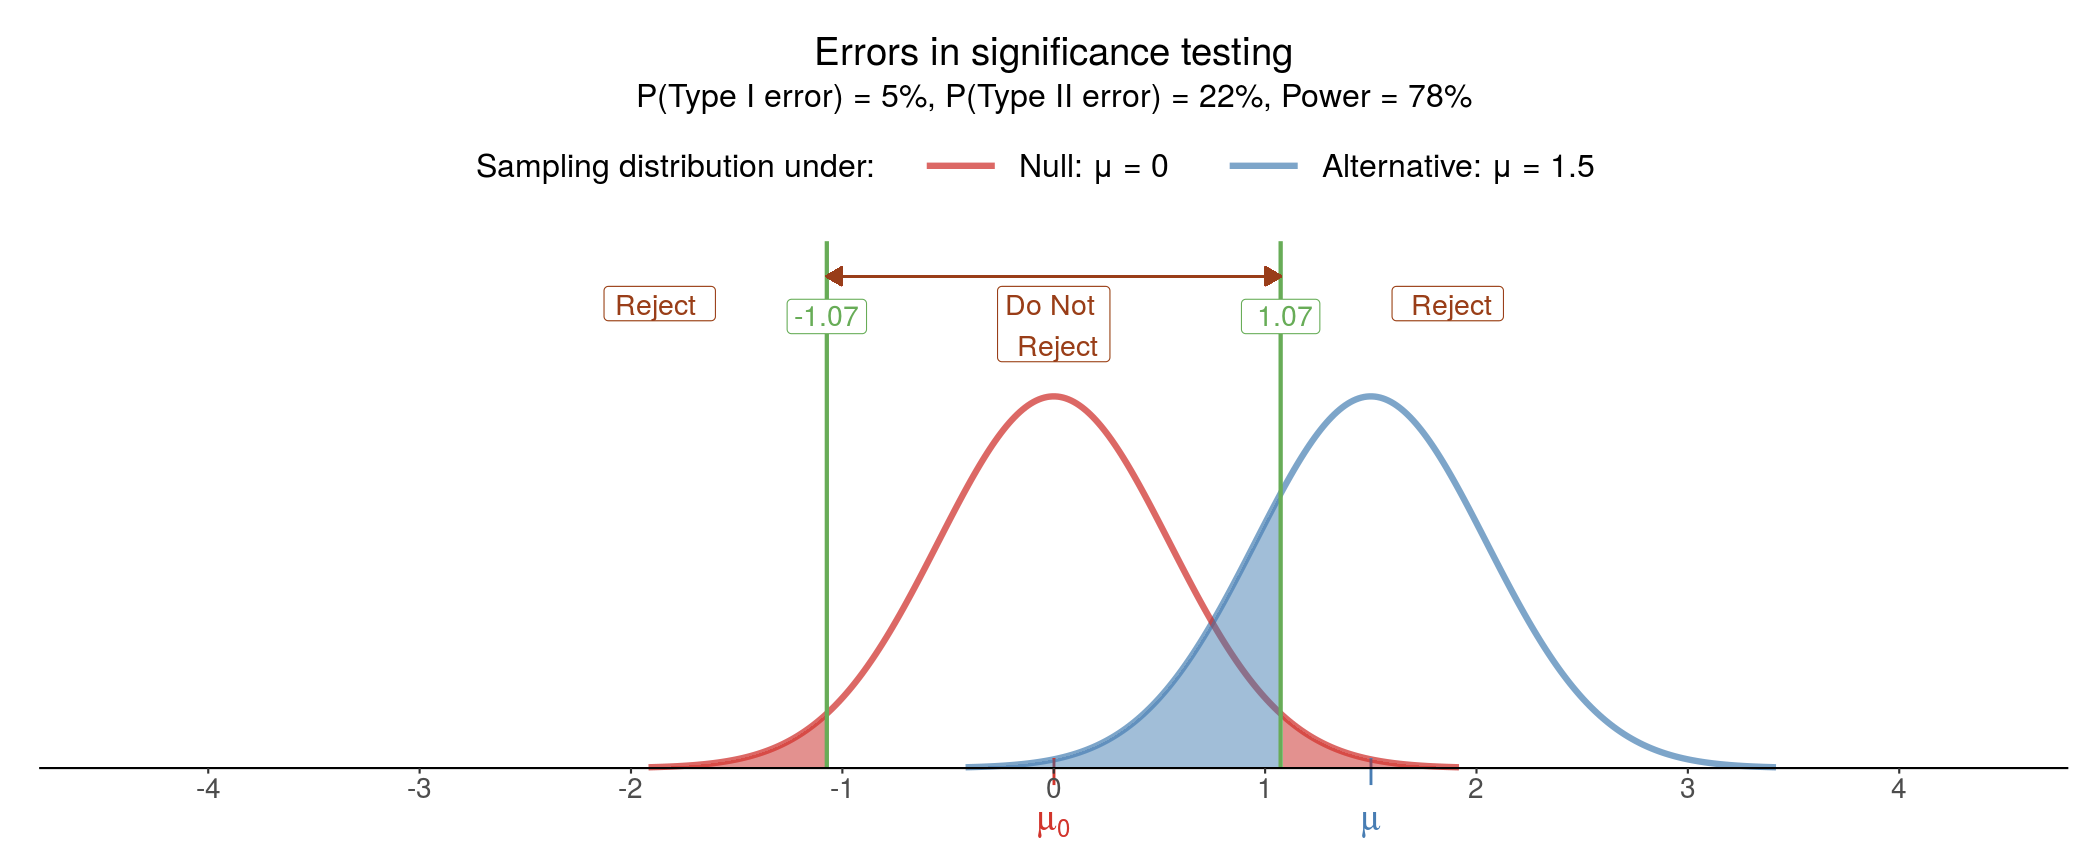 Errors in significance testing
P(Type I error) = 5%, P(Type II error) = 22%, Power = 78%
Sampling distribution under: Null: μ = 0 Alternative: μ = 1.5
Reject -1.07 Do Not 1.07 Reject
Reject
-4 -3 -2 -1 0 1 2 3 4
μ₀ μ